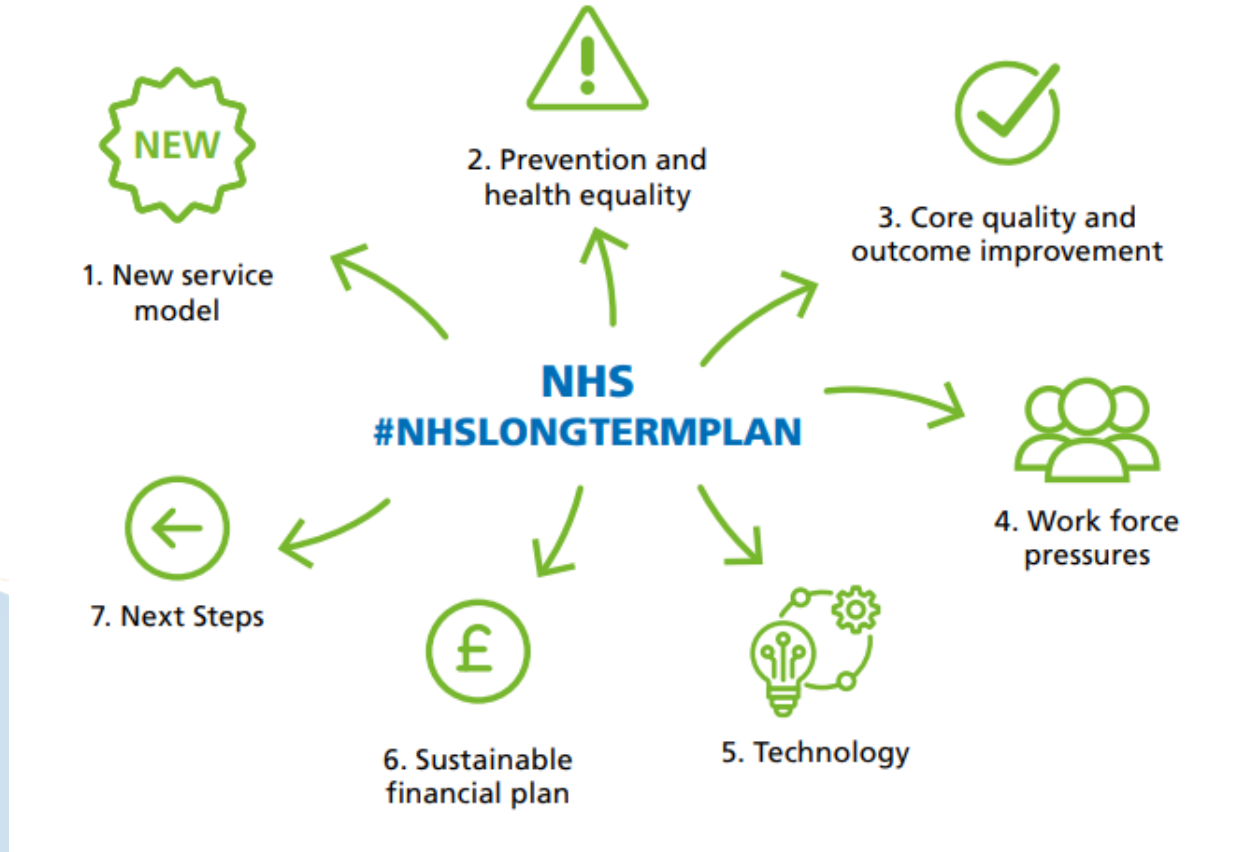 NEW
1. New service
model
2. Prevention and
health equality
3. Core quality and
outcome improvement
NHS
#NHSLONGTERMPLAN
4. Work force
pressures
5. Technology
£
6. Sustainable
financial plan
7. Next Steps